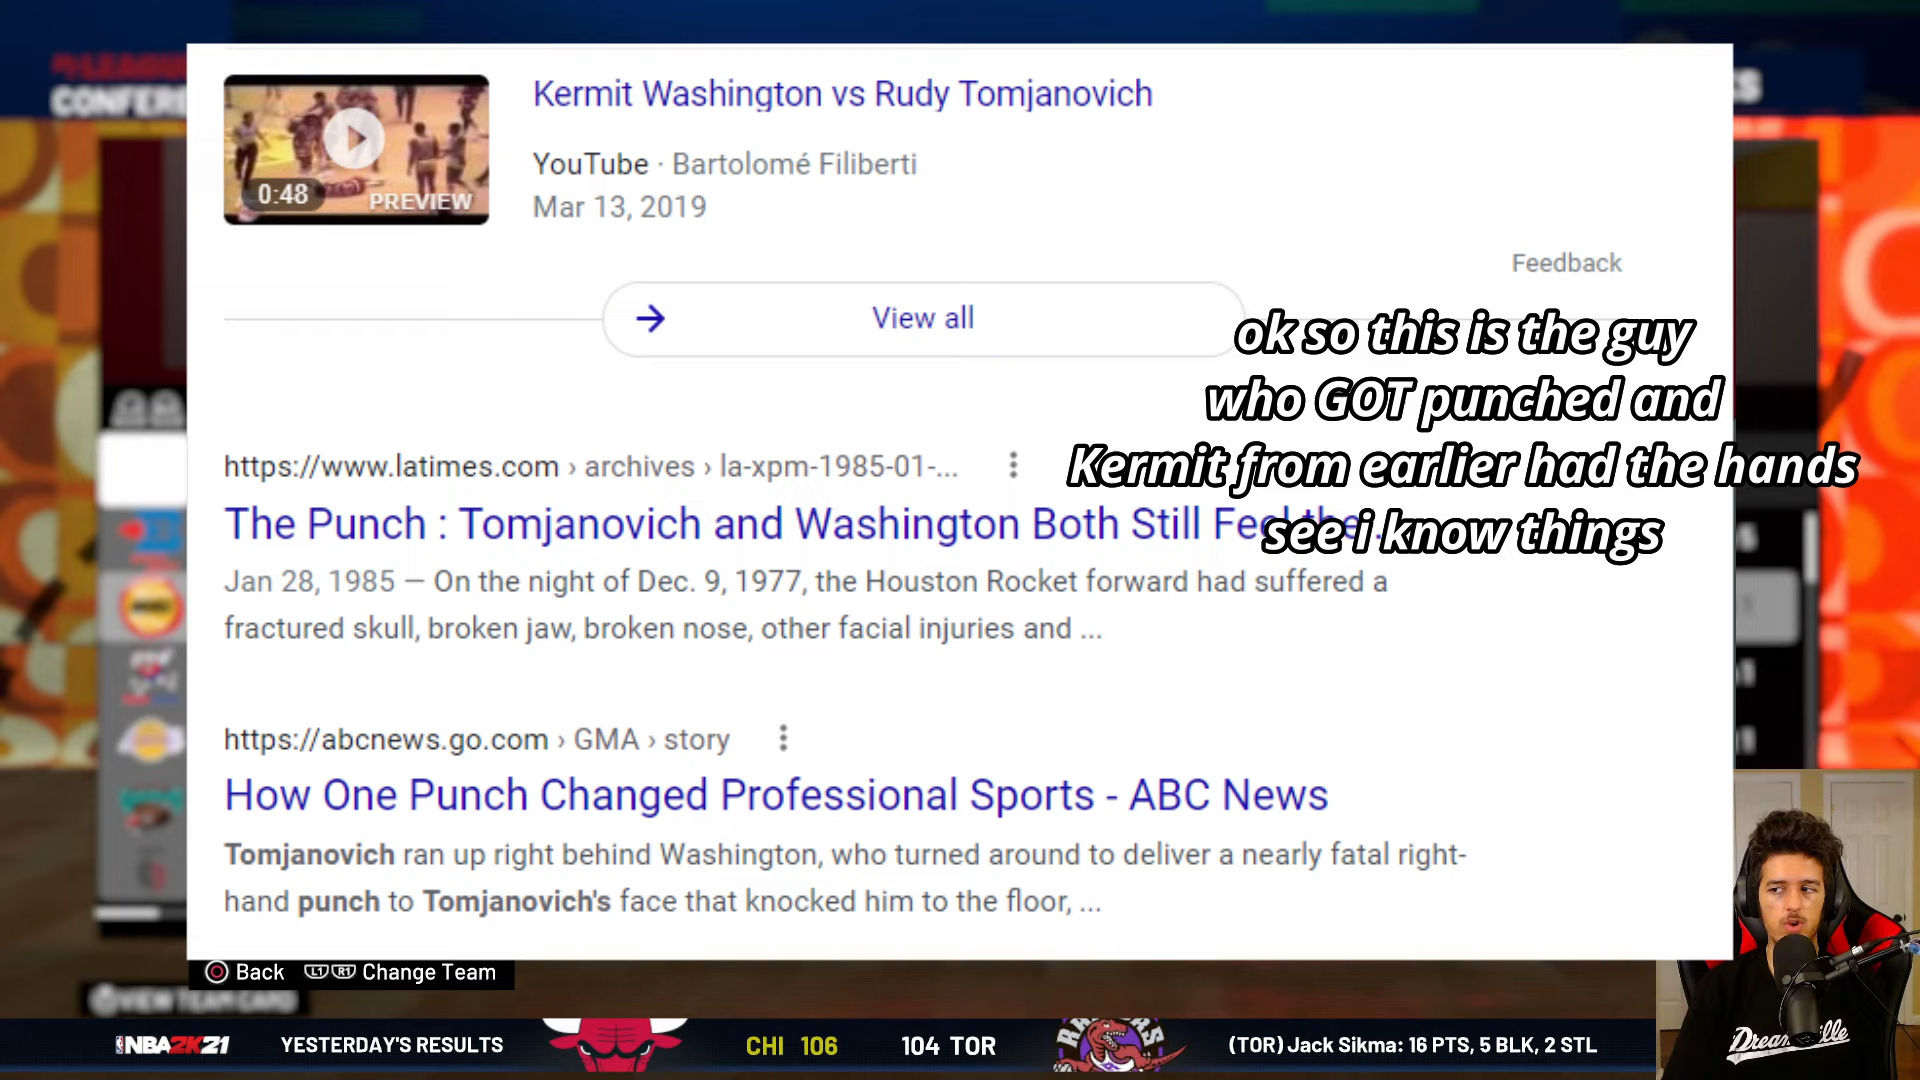 Kermit Washington vs Rudy Tomjanovich
YouTube · Bartolomé Filiberti
Mar 13, 2019
0:48
PREVIEW
Feedback
View all
ok so this is the guy
who GOT punched and
Kermit from earlier had the hands
see i know things
https://www.latimes.com › archives › la-xpm-1985-01-...
The Punch : Tomjanovich and Washington Both Still Feel the...
Jan 28, 1985 — On the night of Dec. 9, 1977, the Houston Rocket forward had suffered a
fractured skull, broken jaw, broken nose, other facial injuries and ...
https://abcnews.go.com › GMA › story
How One Punch Changed Professional Sports - ABC News
Tomjanovich ran up right behind Washington, who turned around to deliver a nearly fatal right-
hand punch to Tomjanovich's face that knocked him to the floor, ...
Back L1 R1 Change Team
VIEW TEAM CARD
NBA2K21 YESTERDAY'S RESULTS CHI 106 104 TOR (TOR) Jack Sikma: 16 PTS, 5 BLK, 2 STL